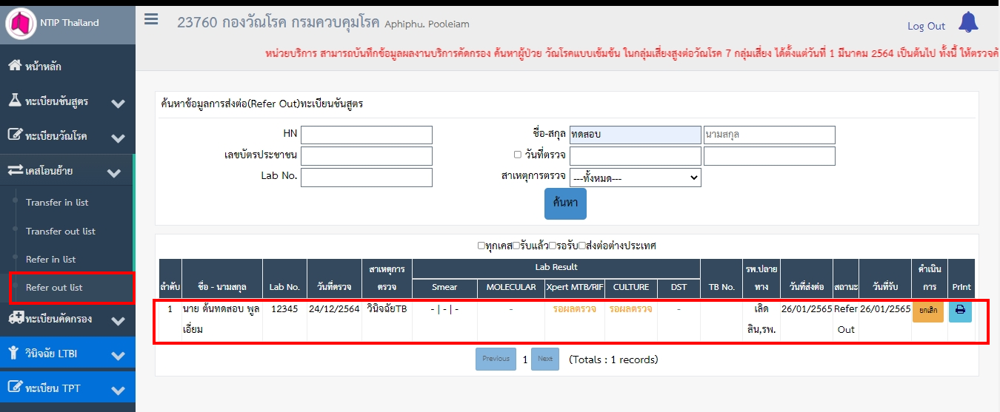 NTIP Thailand
23760 กองวัณโรค กรมควบคุมโรค Aphiphu. Pooleiam
Log Out
หน่วยบริการ สามารถบันทึกข้อมูลผลงานบริการคัดกรอง ค้นหาผู้ป่วย วัณโรคแบบเข้มข้น ในกลุ่มเสี่ยงสูงต่อวัณโรค 7 กลุ่มเสี่ยง ได้ตั้งแต่วันที่ 1 มีนาคม 2564 เป็นต้นไป ทั้งนี้ ให้ตรวจคั
หน้าหลัก
ทะเบียนชันสูตร
ทะเบียนวัณโรค
เคสโอนย้าย
Transfer in list
Transfer out list
Refer in list
Refer out list
ทะเบียนคัดกรอง
วินิจฉัย LTBI
ทะเบียน TPT
ค้นหาข้อมูลการส่งต่อ(Refer Out)ทะเบียนชันสูตร
HN ชื่อ-สกุล ทดสอบ นามสกุล
เลขบัตรประชาชน วันที่ตรวจ
Lab No. สาเหตุการตรวจ ---ทั้งหมด---
ค้นหา
ทุกเคส รับแล้ว รอรับ ส่งต่อต่างประเทศ
สาเหตุการ Lab Result รพ.ปลาย ดำเนิน
ลำดับ ชื่อ - นามสกุล Lab No. วันที่ตรวจ ตรวจ Smear MOLECULAR Xpert MTB/RIF CULTURE DST TB No. ทาง วันที่ส่งต่อ สถานะ วันที่รับ การ Print
1 นาย ต้นทดสอบ พูล 12345 24/12/2564 วินิจฉัยTB - | - | - - รอผลตรวจ รอผลตรวจ - เลิด 26/01/2565 Refer 26/01/2565 ยกเลิก
เอี่ยม สิน,รพ. Out
Previous 1 Next (Totals : 1 records)